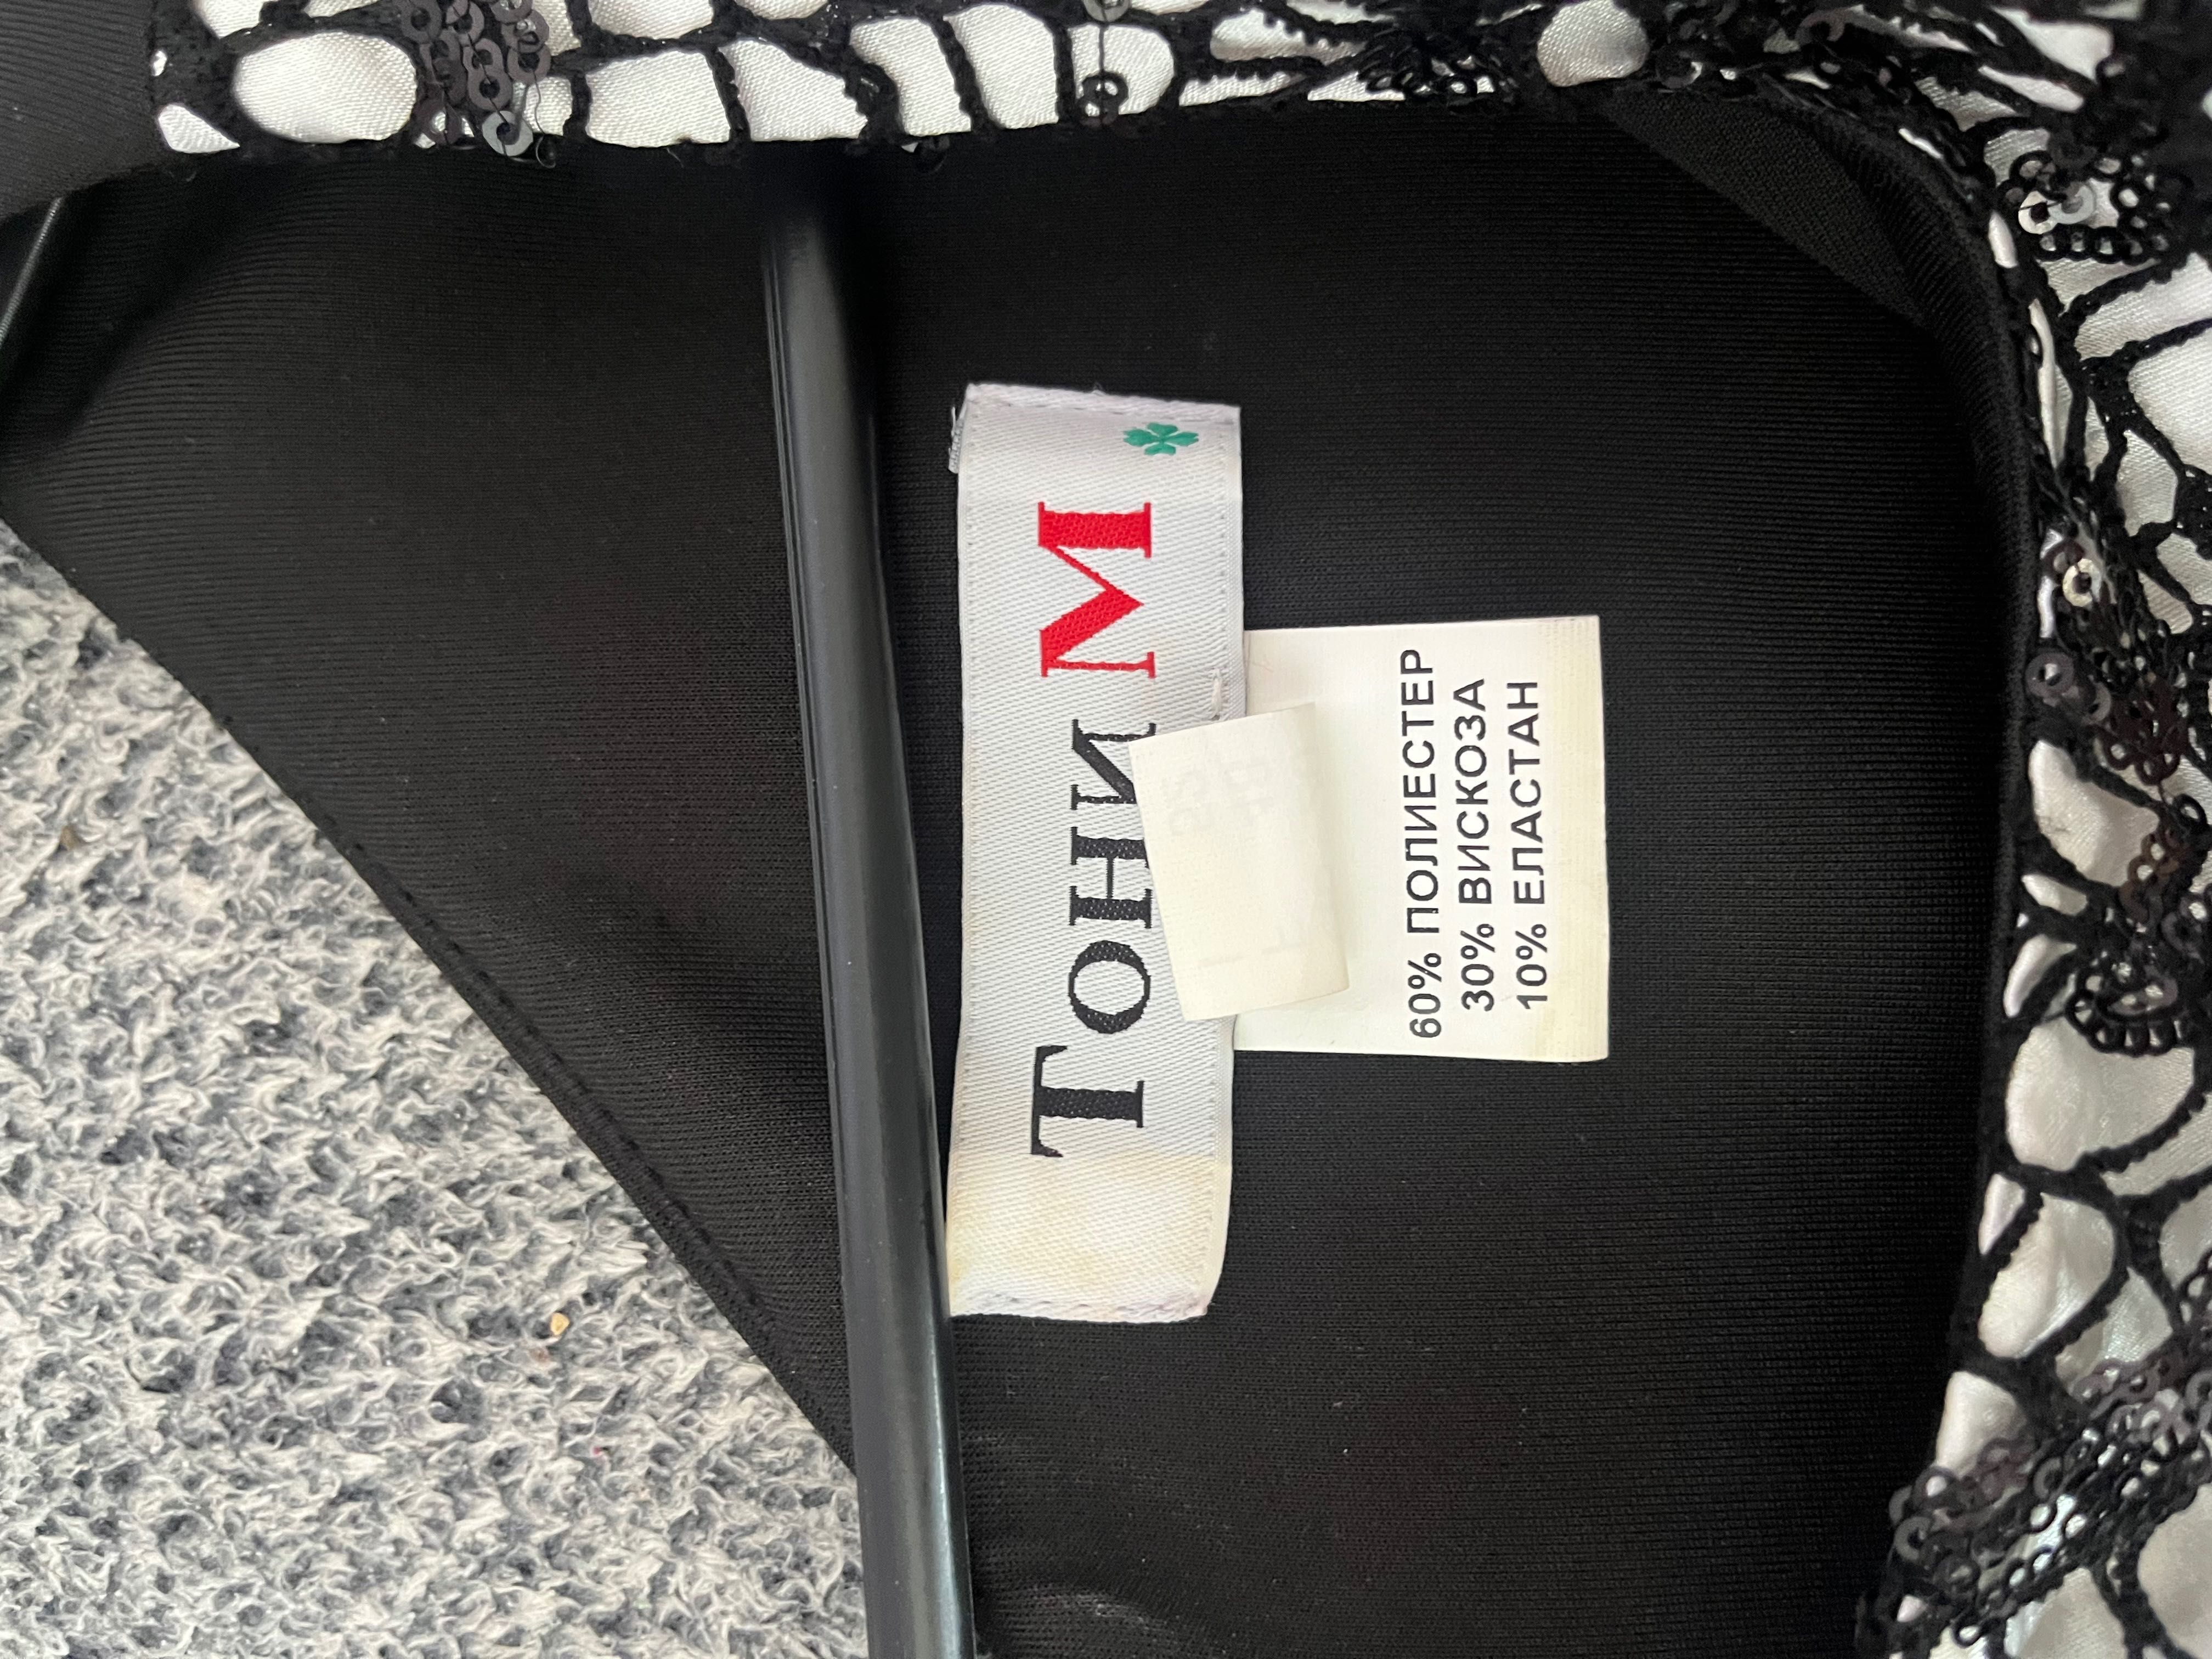 Тони М
60% ПОЛИЕСТЕР
30% ВИСКОЗА
10% ЕЛАСТАН